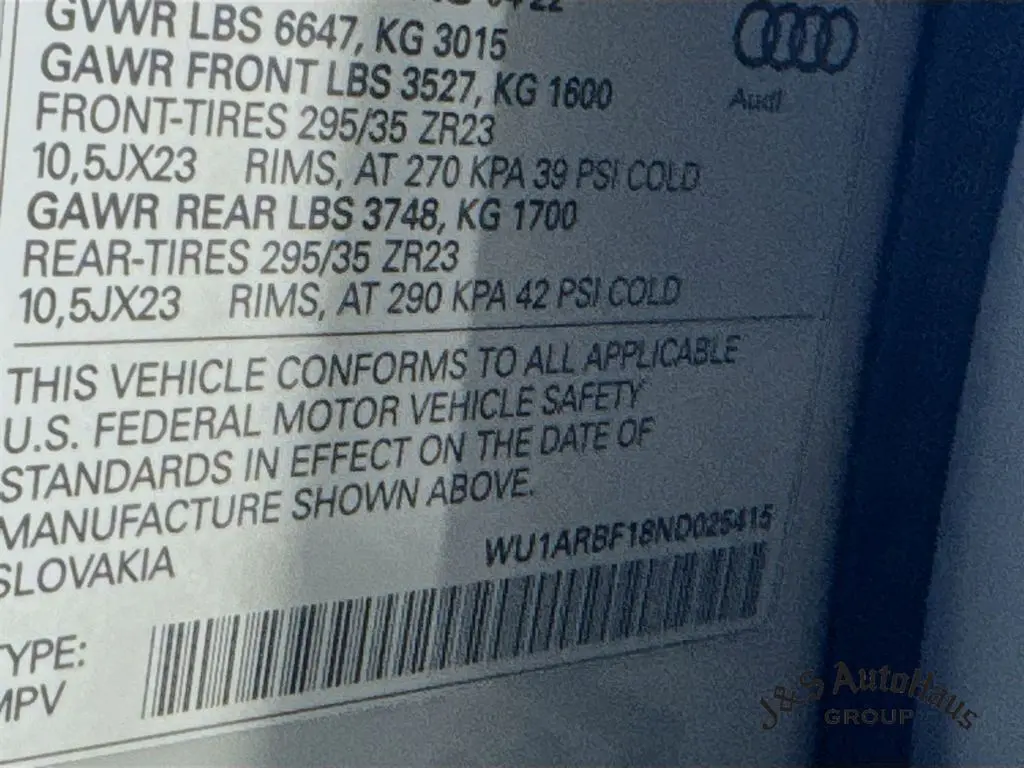 GVWR LBS 6647, KG 3015
GAWR FRONT LBS 3527, KG 1600
FRONT-TIRES 295/35 ZR23
10,5JX23 RIMS, AT 270 KPA 39 PSI COLD
GAWR REAR LBS 3748, KG 1700
REAR-TIRES 295/35 ZR23
10,5JX23 RIMS, AT 290 KPA 42 PSI COLD
Audi
THIS VEHICLE CONFORMS TO ALL APPLICABLE
U.S. FEDERAL MOTOR VEHICLE SAFETY
STANDARDS IN EFFECT ON THE DATE OF
MANUFACTURE SHOWN ABOVE.
SLOVAKIA
WU1ARBF18ND025415
TYPE:
MPV
J&S AutoHaus
GROUP